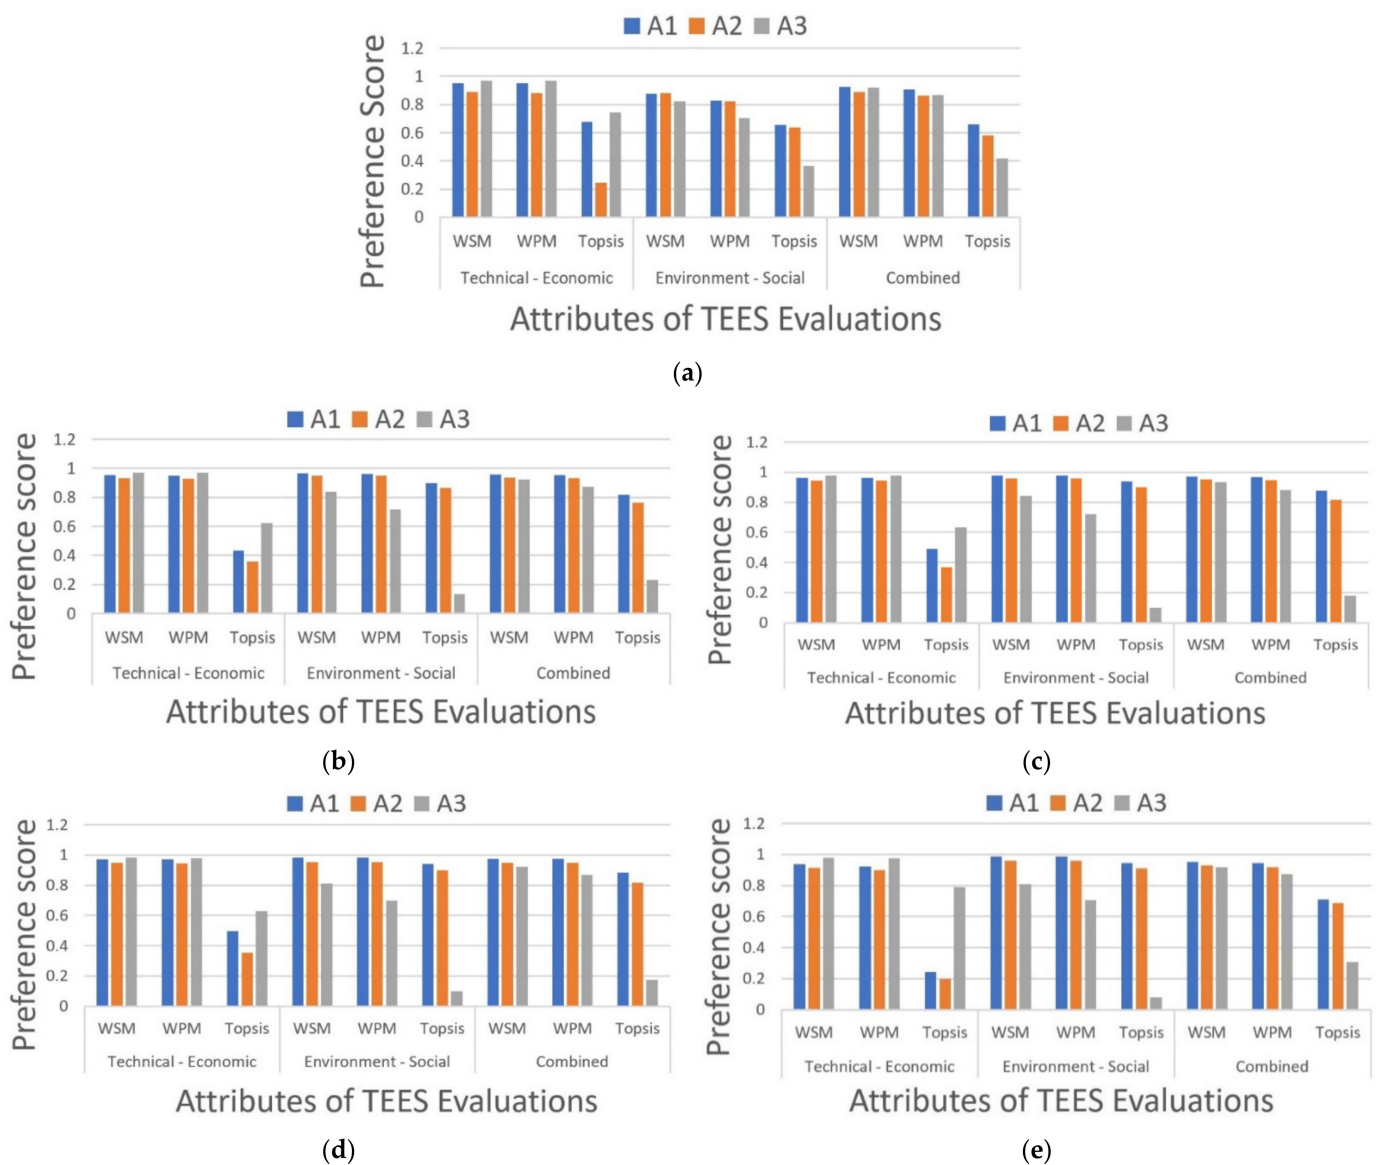 A1 A2 A3
Preference Score
1.2
1
0.8
0.6
0.4
0.2
0
WSM WPM Topsis WSM WPM Topsis WSM WPM Topsis
Technical - Economic Environment - Social Combined
Attributes of TEES Evaluations
(a)
A1 A2 A3
Preference score
1.2
1
0.8
0.6
0.4
0.2
0
WSM WPM Topsis WSM WPM Topsis WSM WPM Topsis
Technical - Economic Environment - Social Combined
Attributes of TEES Evaluations
(b)
A1 A2 A3
Preference score
1.2
1
0.8
0.6
0.4
0.2
0
WSM WPM Topsis WSM WPM Topsis WSM WPM Topsis
Technical - Economic Environment - Social Combined
Attributes of TEES Evaluations
(c)
A1 A2 A3
Preference score
1.2
1
0.8
0.6
0.4
0.2
0
WSM WPM Topsis WSM WPM Topsis WSM WPM Topsis
Technical - Economic Environment - Social Combined
Attributes of TEES Evaluations
(d)
A1 A2 A3
Preference score
1.2
1
0.8
0.6
0.4
0.2
0
WSM WPM Topsis WSM WPM Topsis WSM WPM Topsis
Technical - Economic Environment - Social Combined
Attributes of TEES Evaluations
(e)